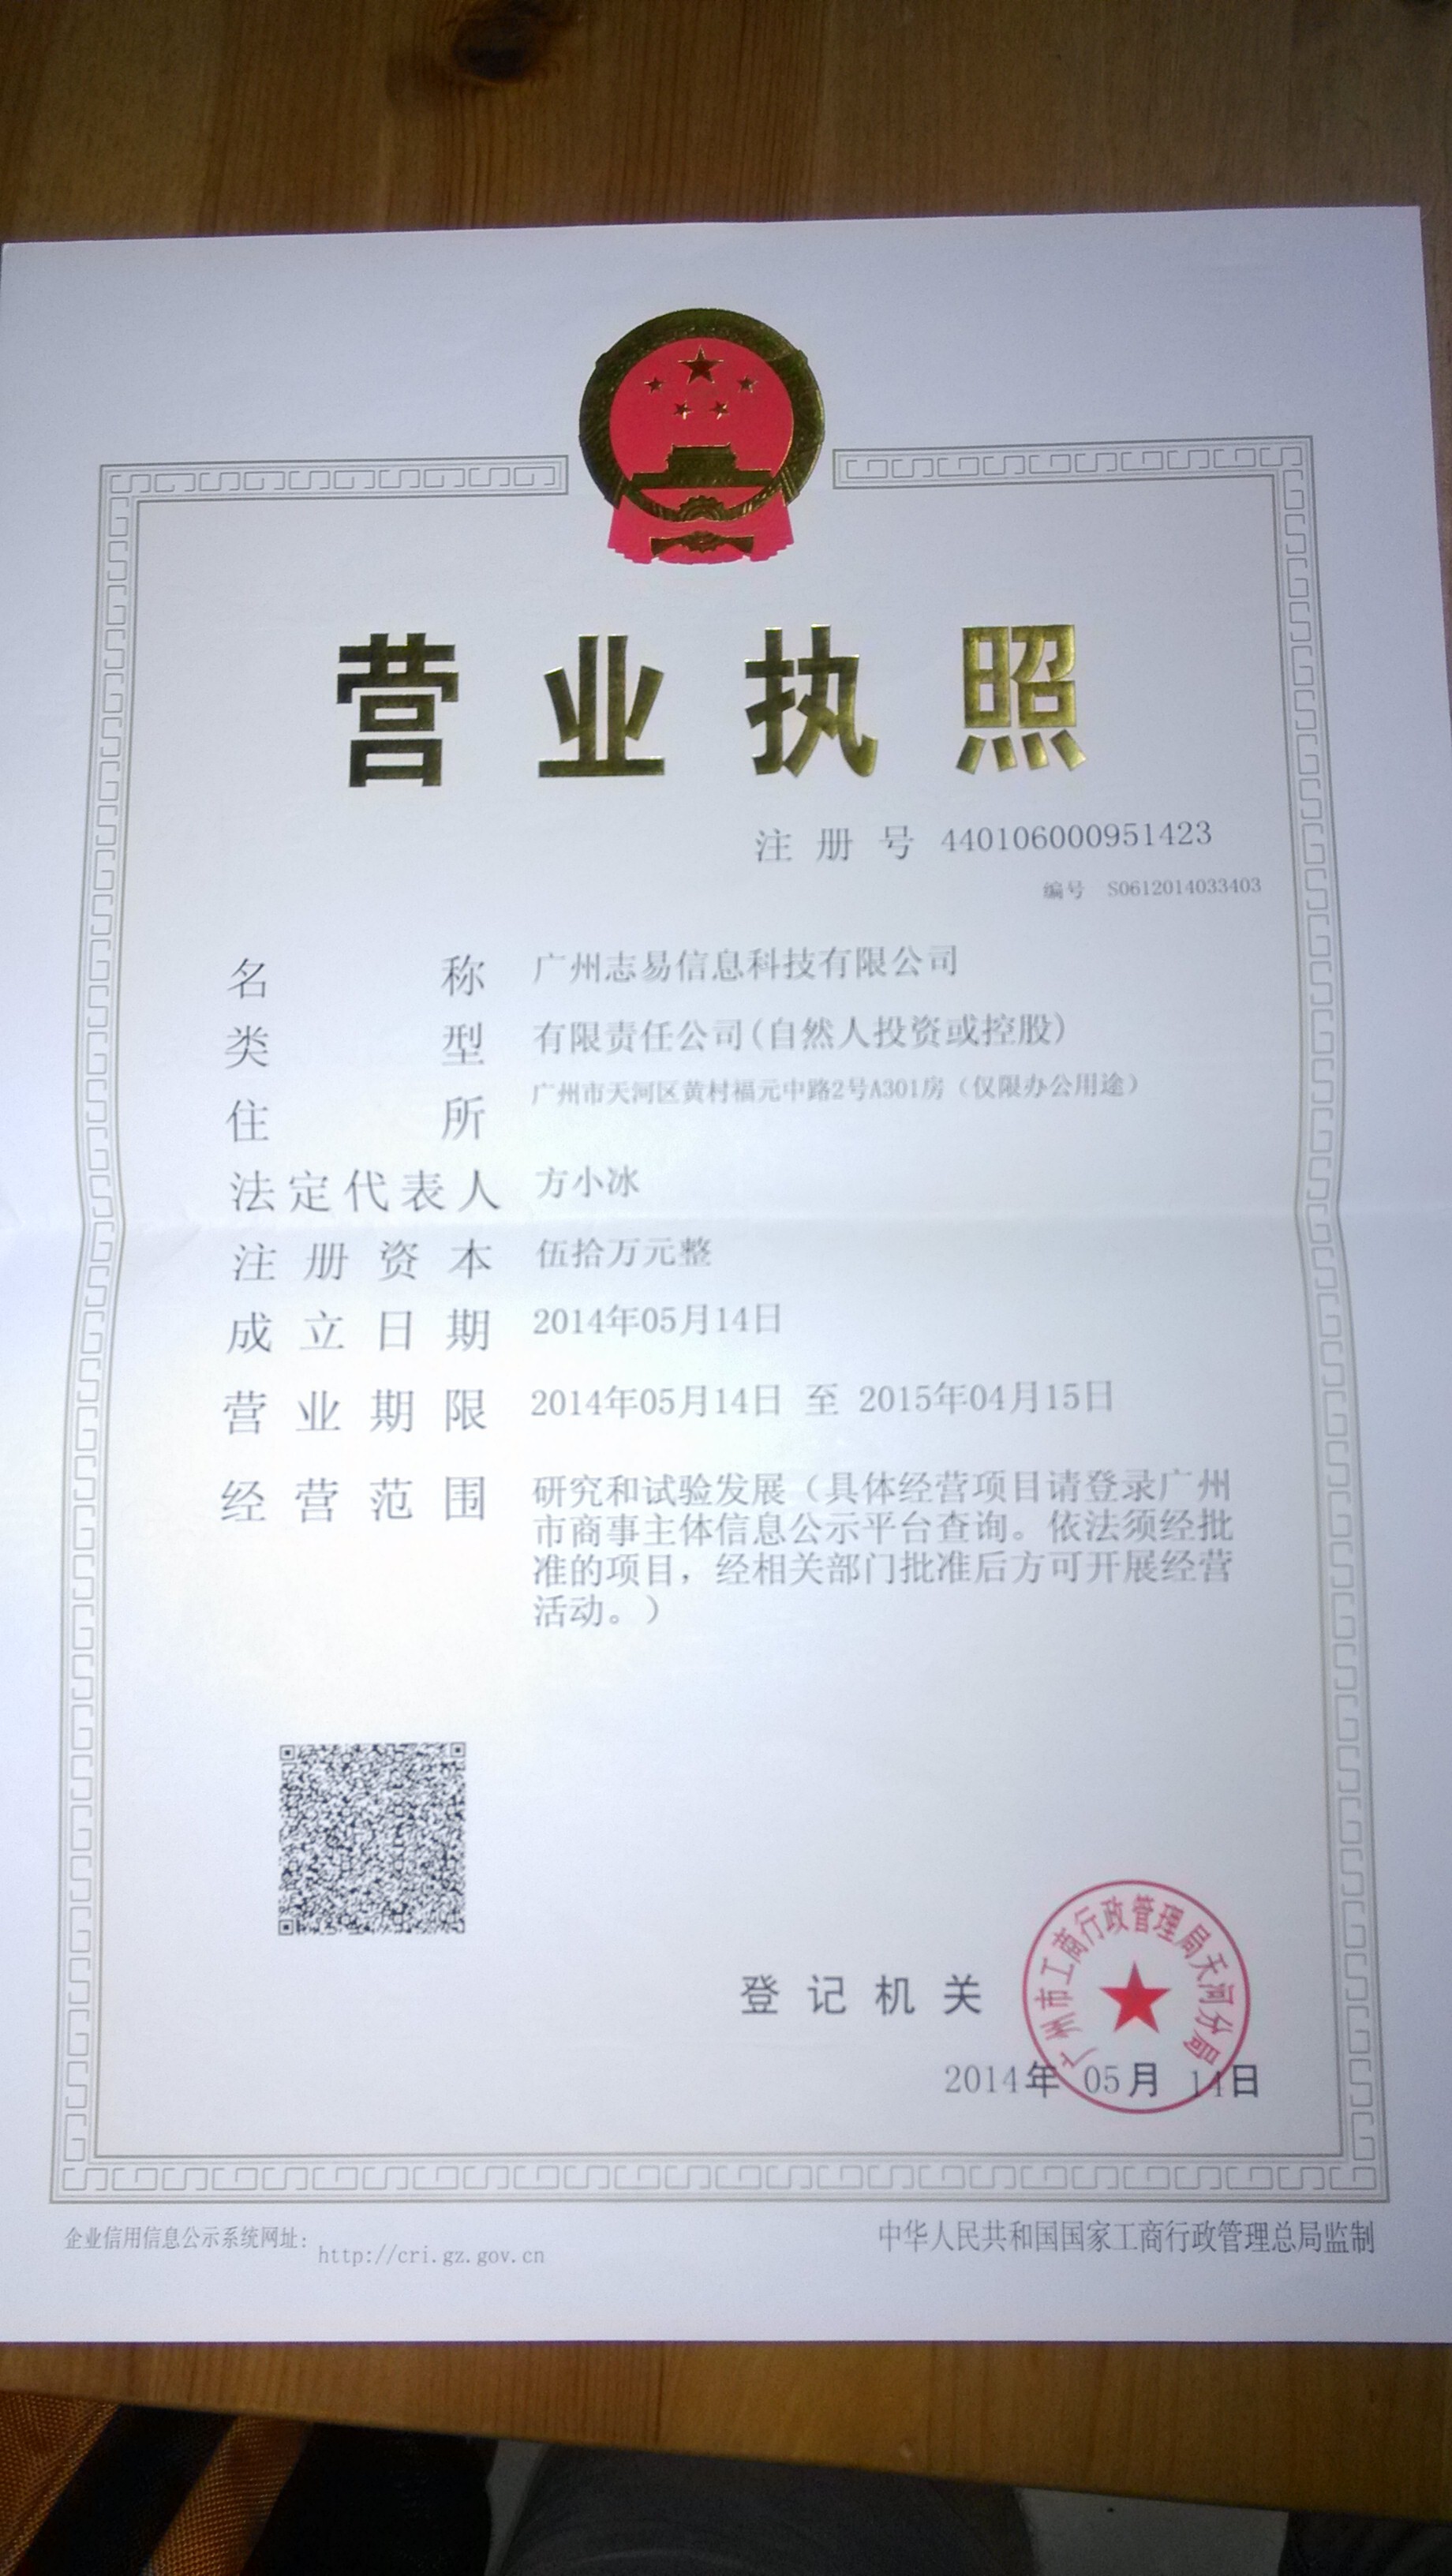 营业执照
注册号 440106000951423
编号 S0612014033403
名称 广州志易信息科技有限公司
类型 有限责任公司(自然人投资或控股)
住所 广州市天河区黄村福元中路2号A301房（仅限办公用途）
法定代表人 方小冰
注册资本 伍拾万元整
成立日期 2014年05月14日
营业期限 2014年05月14日 至 2015年04月15日
经营范围 研究和试验发展（具体经营项目请登录广州
市商事主体信息公示平台查询。依法须经批
准的项目，经相关部门批准后方可开展经营
活动。）
广州市工商行政管理局天河分局
登记机关
2014年 05月 14日
企业信用信息公示系统网址： http://cri.gz.gov.cn
中华人民共和国国家工商行政管理总局监制